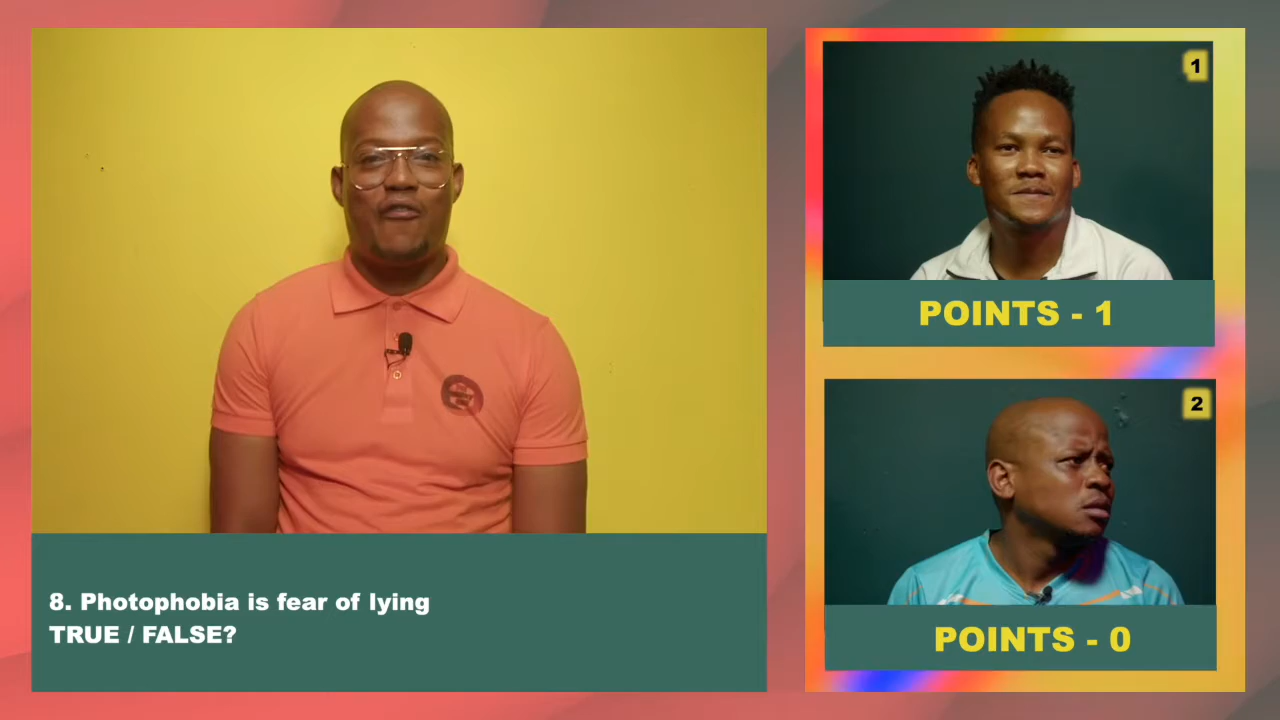 8. Photophobia is fear of lying
TRUE / FALSE?
1
POINTS - 1
2
POINTS - 0